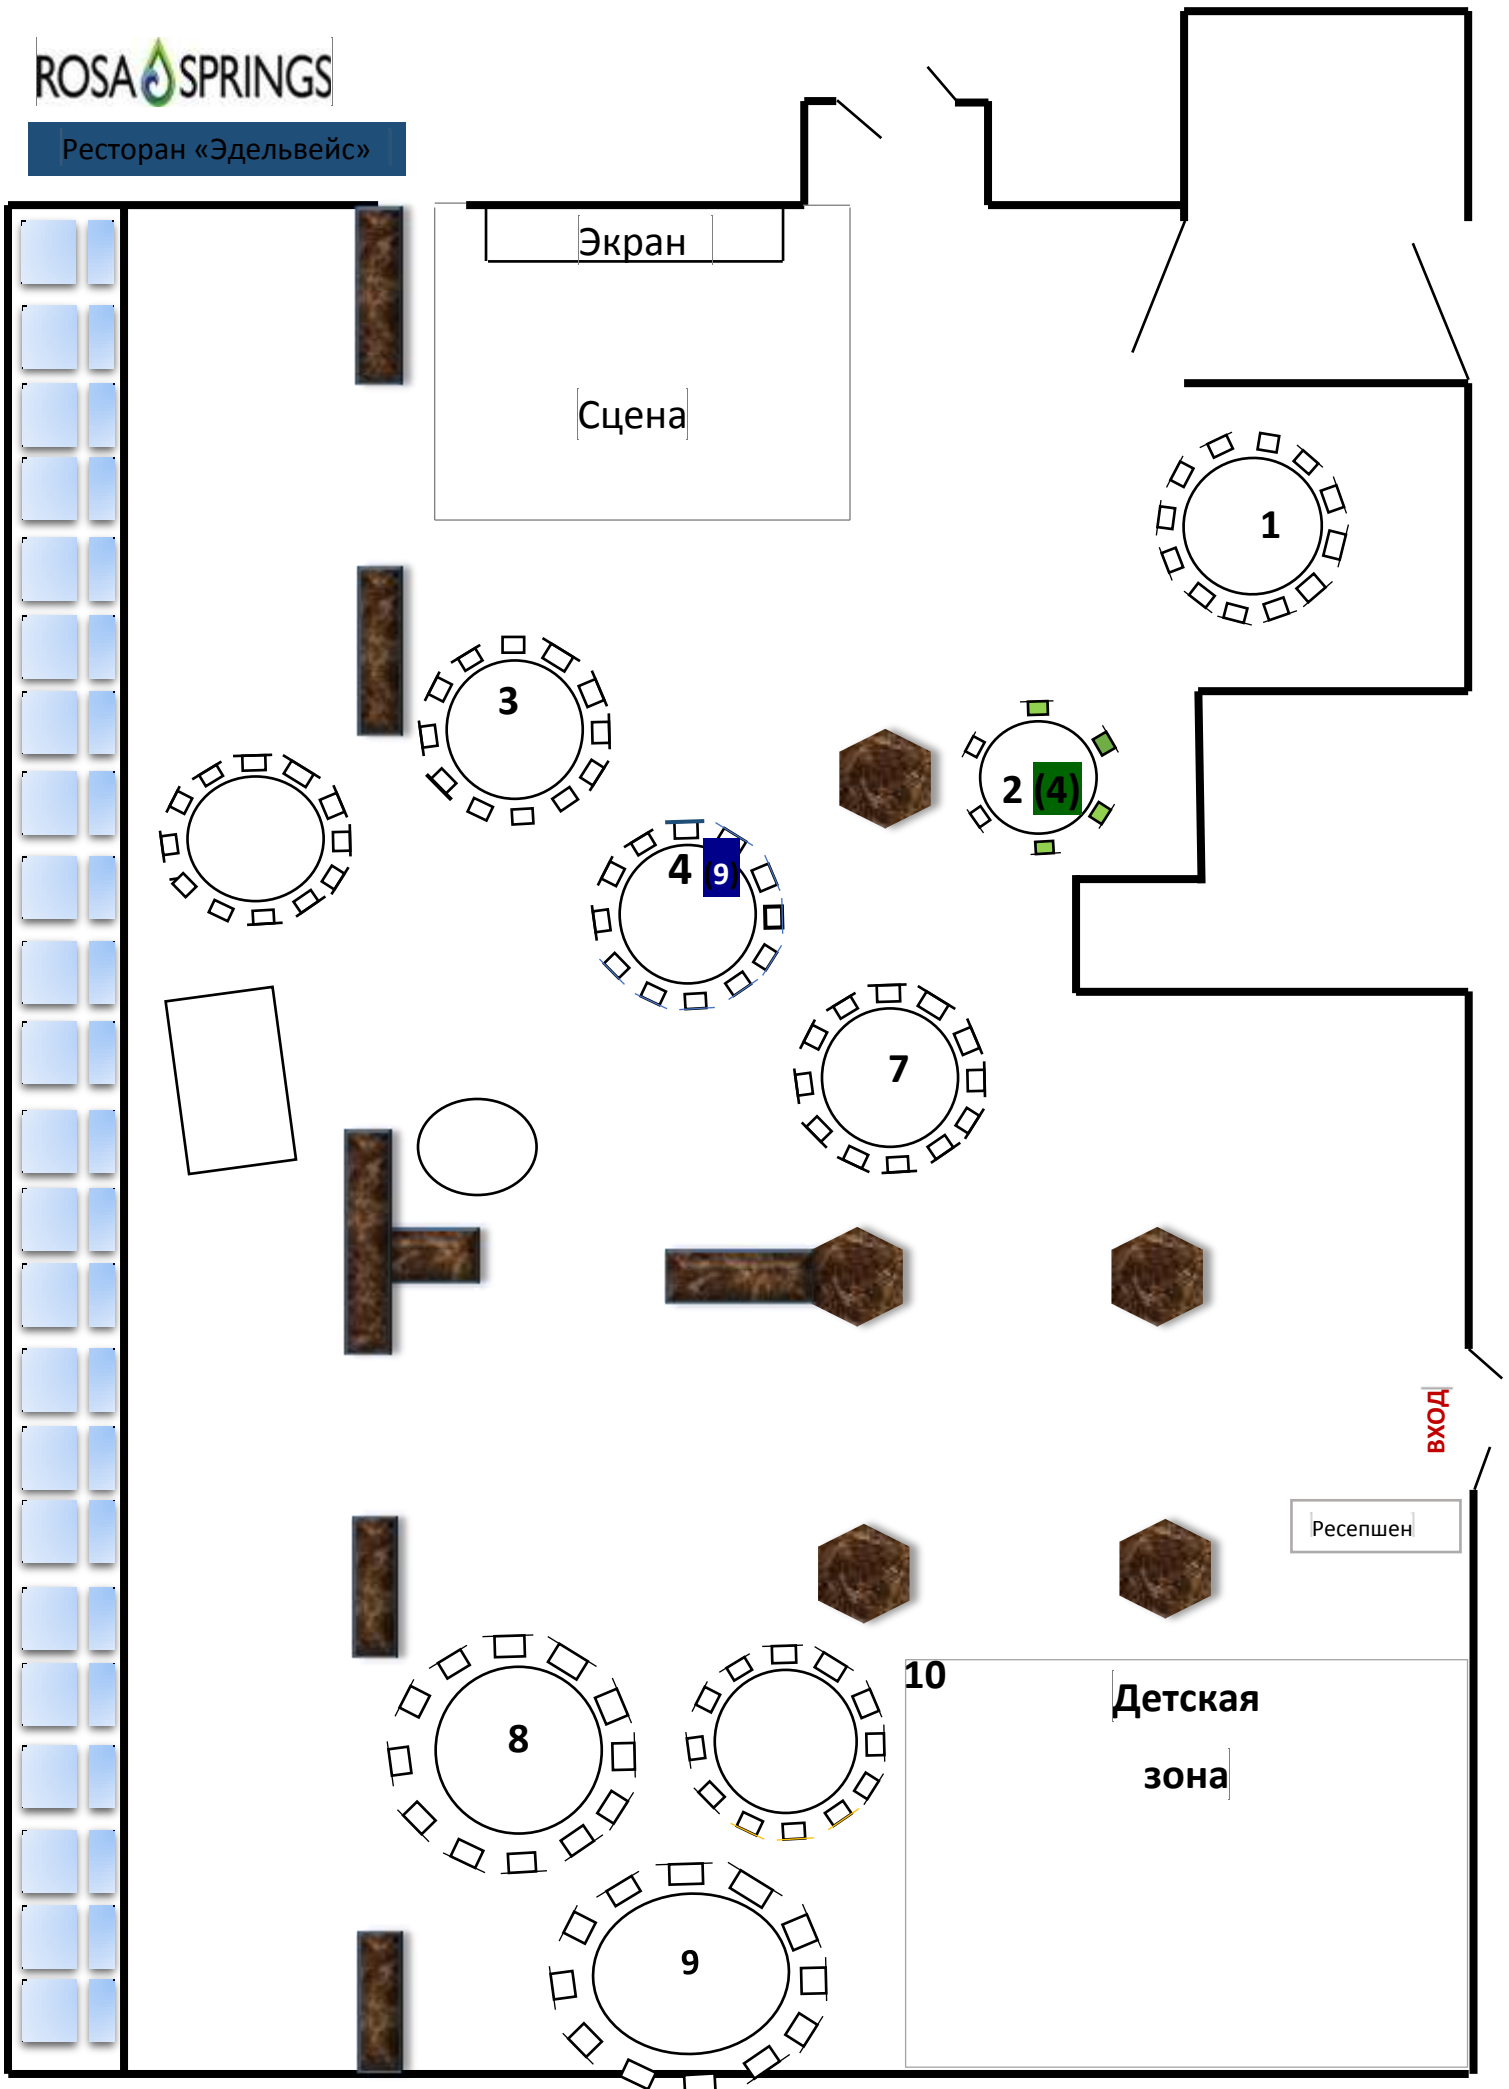 ROSA SPRINGS
Ресторан «Эдельвейс»
Экран
Сцена
1
3
2 (4)
4 (9)
7
ВХОД
Ресепшен
10
Детская
зона
8
9